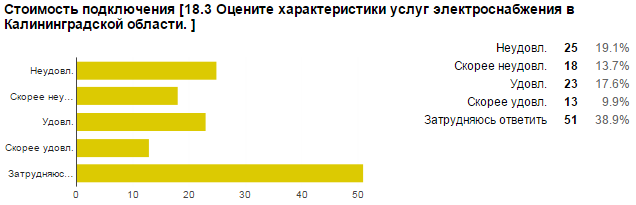 Стоимость подключения [18.3 Оцените характеристики услуг электроснабжения в
Калининградской области. ]
Неудовл. 25 19.1%
Скорее неудовл. 18 13.7%
Удовл. 23 17.6%
Скорее удовл. 13 9.9%
Затрудняюсь ответить 51 38.9%
Неудовл.
Скорее неу...
Удовл.
Скорее удовл.
Затрудняюс...
0 10 20 30 40 50